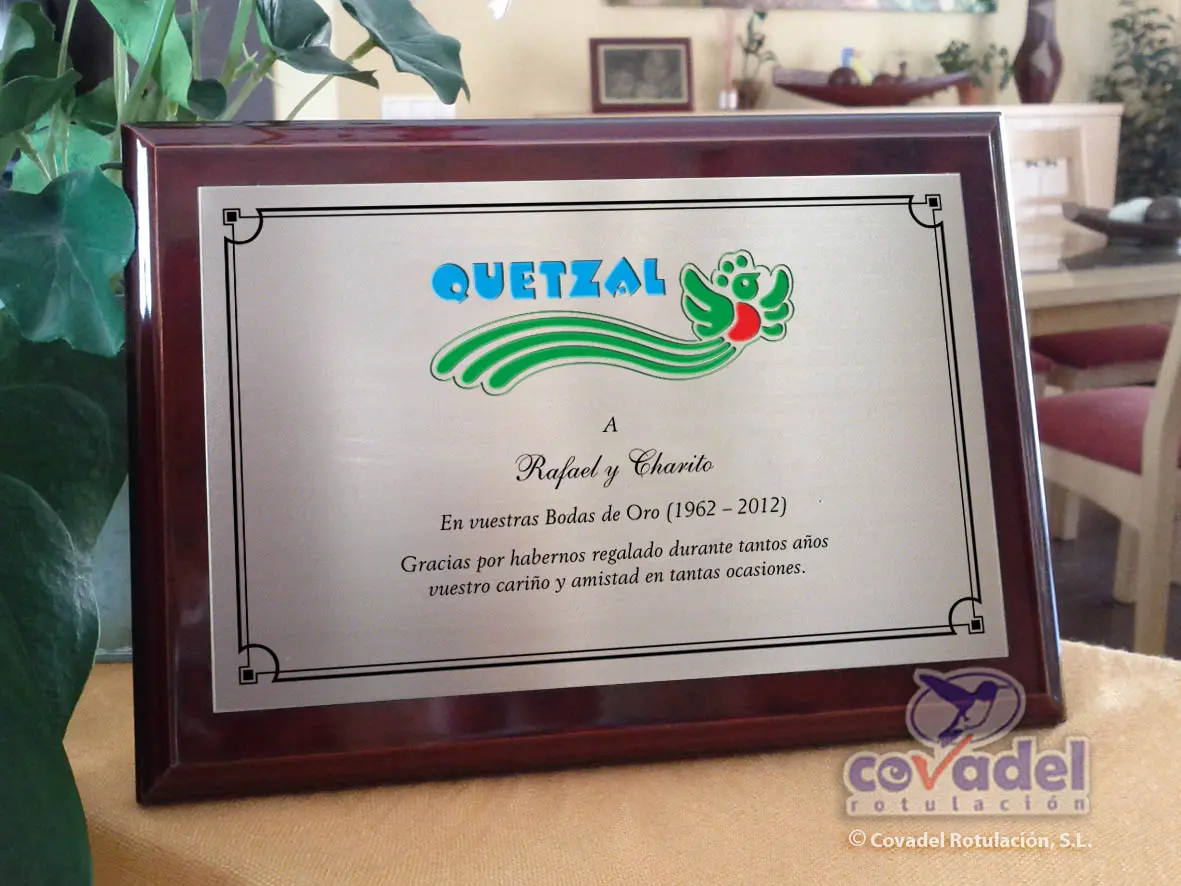 QUETZAL
A
Rafael y Charito
En vuestras Bodas de Oro (1962 – 2012)
Gracias por habernos regalado durante tantos años
vuestro cariño y amistad en tantas ocasiones.
covadel
rotulación
© Covadel Rotulación, S.L.